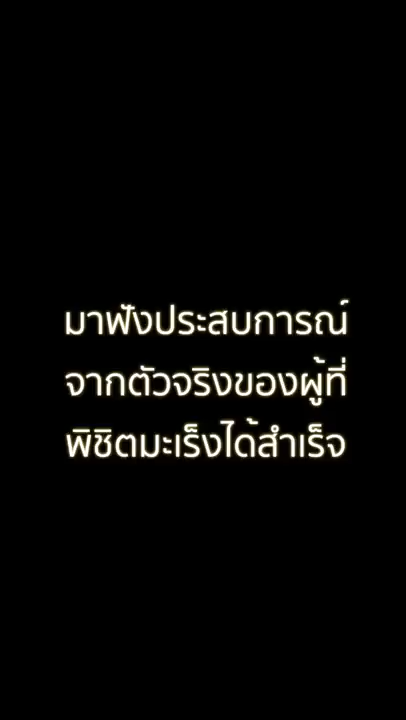 มาฟังประสบการณ์
จากตัวจริงของผู้ที่
พิชิตมะเร็งได้สำเร็จ